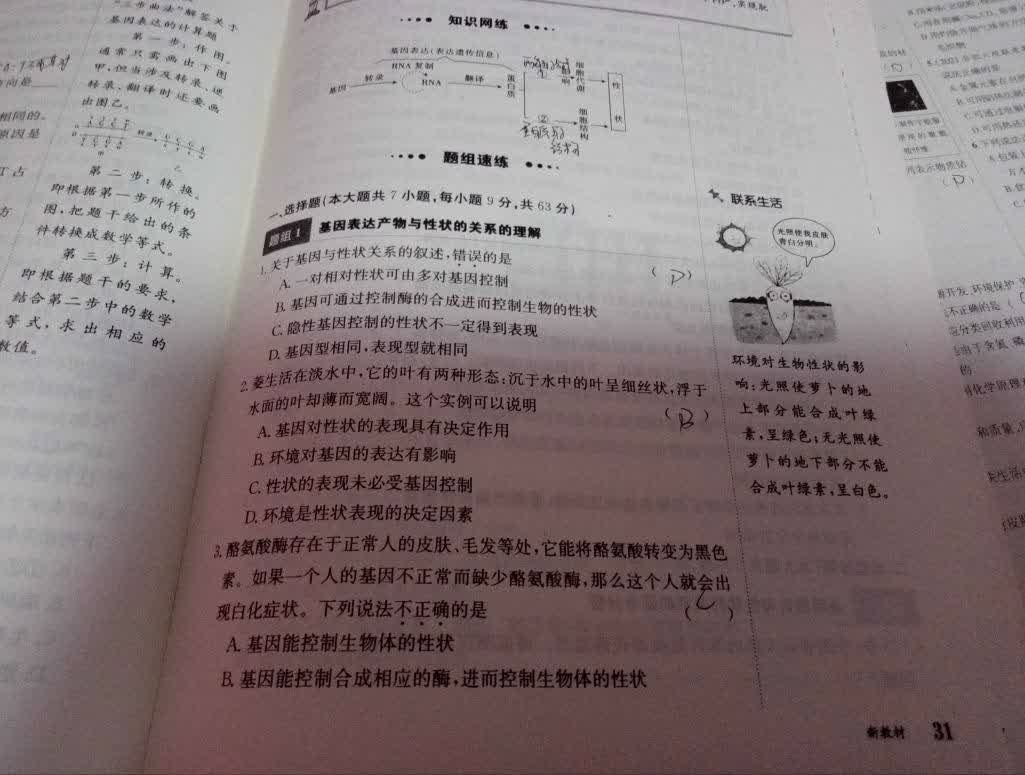 “三步曲法”解答关于
基因表达的计算题
第一步：作图。
通常只需画出下图
甲，但当涉及转录、逆
转录、翻译时还要画
出图乙。
第二步：转换。
即根据第一步所作的
图，把题干给出的条
件转换成数学等式。
第三步：计算。
即根据题干的要求，
结合第二步中的数学
等式，求出相应的
数值。
相同的。
原因是
知识网练
基因表达(表达遗传信息)
RNA 复制
基因
转录
RNA
翻译
蛋白质
①
响
细胞代谢
②
细胞结构
性状
题组速练
一、选择题(本大题共 7 小题,每小题 9 分,共 63 分)
题组 1 基因表达产物与性状的关系的理解
1.关于基因与性状关系的叙述,错误的是 (D)
A.一对相对性状可由多对基因控制
B.基因可通过控制酶的合成进而控制生物的性状
C.隐性基因控制的性状不一定得到表现
D.基因型相同,表现型就相同
2.菱生活在淡水中,它的叶有两种形态:沉于水中的叶呈细丝状,浮于
水面的叶却薄而宽阔。这个实例可以说明 (B)
A.基因对性状的表现具有决定作用
B.环境对基因的表达有影响
C.性状的表现未必受基因控制
D.环境是性状表现的决定因素
3.酪氨酸酶存在于正常人的皮肤、毛发等处,它能将酪氨酸转变为黑色
素。如果一个人的基因不正常而缺少酪氨酸酶,那么这个人就会出
现白化症状。下列说法不正确的是 (C)
A.基因能控制生物体的性状
B.基因能控制合成相应的酶,进而控制生物体的性状
联系生活
光照使我皮肤
青白分明。
环境对生物性状的影
响:光照使萝卜的地
上部分能合成叶绿
素,呈绿色;无光照使
萝卜的地下部分不能
合成叶绿素,呈白色。
新教材 31